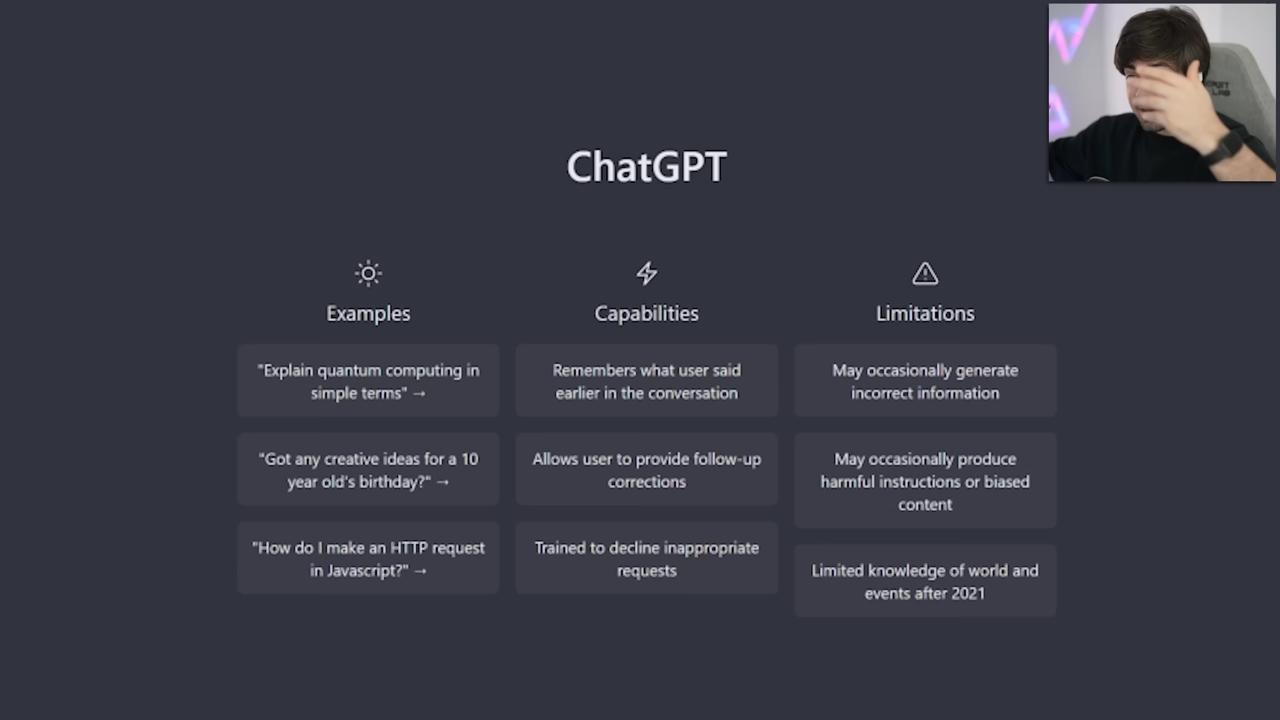 ChatGPT
Examples
"Explain quantum computing in
simple terms" →
"Got any creative ideas for a 10
year old's birthday?" →
"How do I make an HTTP request
in Javascript?" →
Capabilities
Remembers what user said
earlier in the conversation
Allows user to provide follow-up
corrections
Trained to decline inappropriate
requests
Limitations
May occasionally generate
incorrect information
May occasionally produce
harmful instructions or biased
content
Limited knowledge of world and
events after 2021